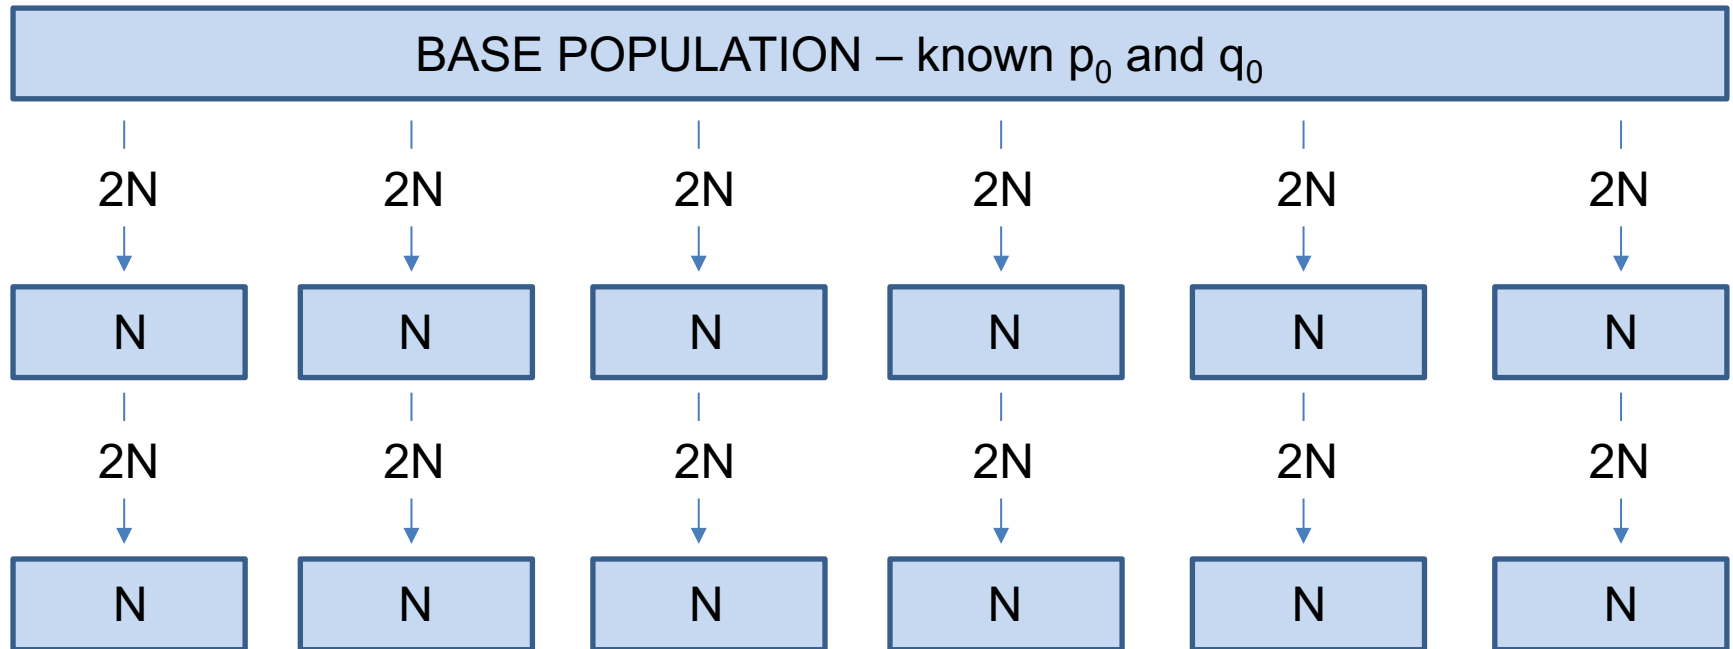 BASE POPULATION – known p₀ and q₀
2N 2N 2N 2N 2N 2N
N N N N N N
2N 2N 2N 2N 2N 2N
N N N N N N